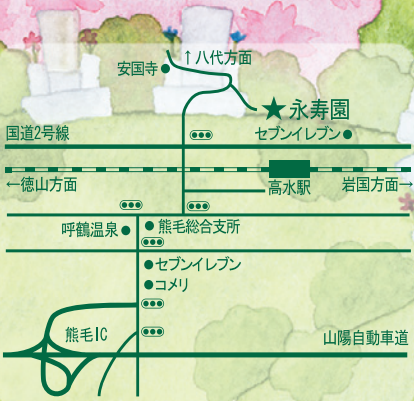 ↑八代方面
安国寺
★永寿園
国道2号線
セブンイレブン
←徳山方面
高水駅
岩国方面→
呼鶴温泉
熊毛総合支所
セブンイレブン
コメリ
熊毛IC
山陽自動車道